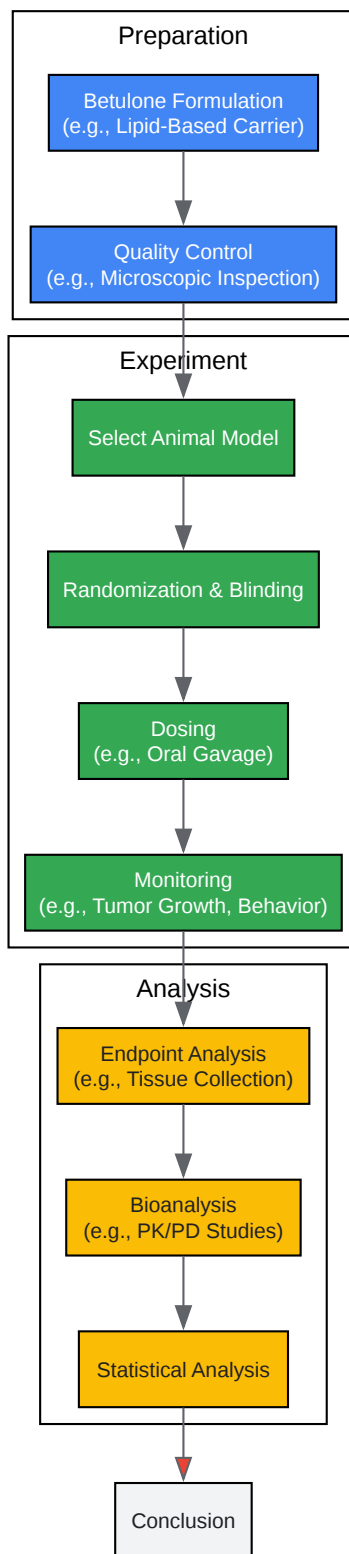 Preparation
Betulone Formulation
(e.g., Lipid-Based Carrier)
Quality Control
(e.g., Microscopic Inspection)
Experiment
Select Animal Model
Randomization & Blinding
Dosing
(e.g., Oral Gavage)
Monitoring
(e.g., Tumor Growth, Behavior)
Analysis
Endpoint Analysis
(e.g., Tissue Collection)
Bioanalysis
(e.g., PK/PD Studies)
Statistical Analysis
Conclusion